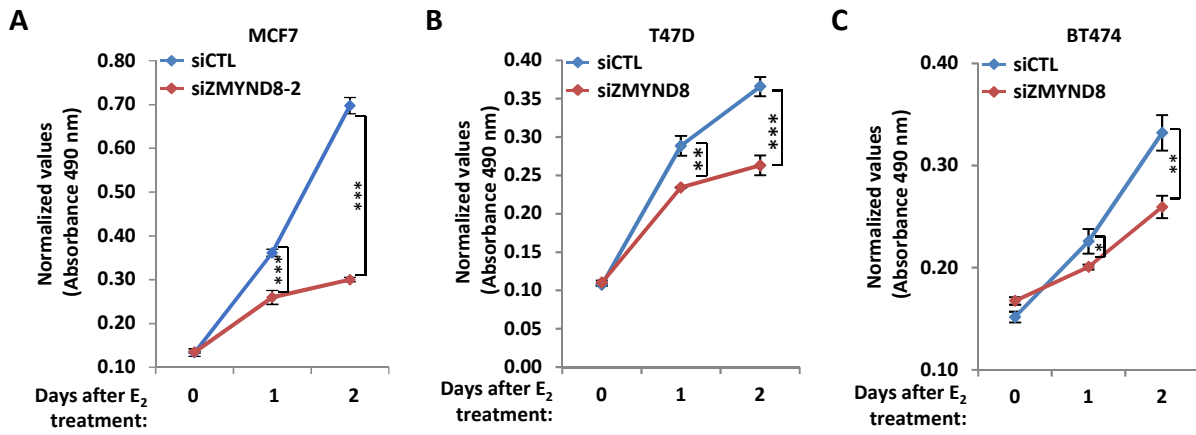 A
MCF7
Normalized values
(Absorbance 490 nm)
0.80
0.70
0.60
0.50
0.40
0.30
0.20
0.10
siCTL
siZMYND8-2
***
***
Days after E2
treatment:
0 1 2
B
T47D
Normalized values
(Absorbance 490 nm)
0.40
0.35
0.30
0.25
0.20
0.15
0.10
0.05
0.00
siCTL
siZMYND8
**
***
Days after E2
treatment:
0 1 2
C
BT474
Normalized values
(Absorbance 490 nm)
0.40
0.30
0.20
0.10
siCTL
siZMYND8
*
**
Days after E2
treatment:
0 1 2